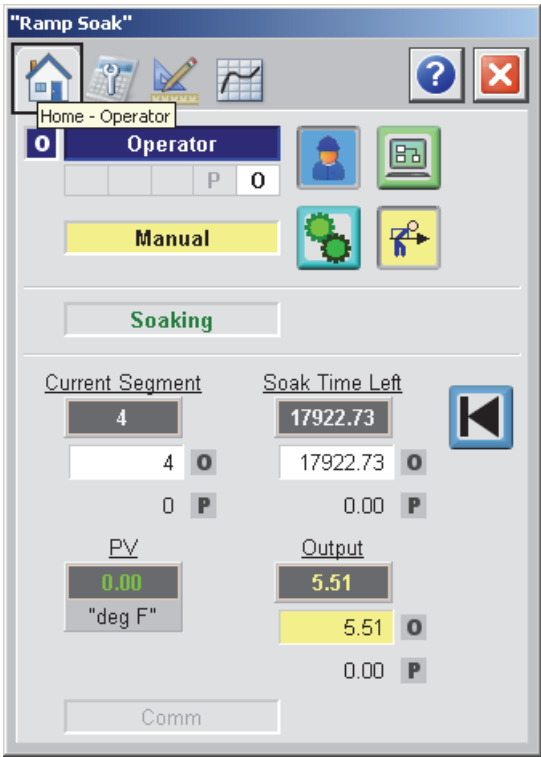 "Ramp Soak"
?
Home - Operator
O Operator
P O
Manual
Soaking
Current Segment Soak Time Left
4 17922.73
4 O 17922.73 O
0 P 0.00 P
PV Output
0.00 5.51
"deg F" 5.51 O
0.00 P
Comm